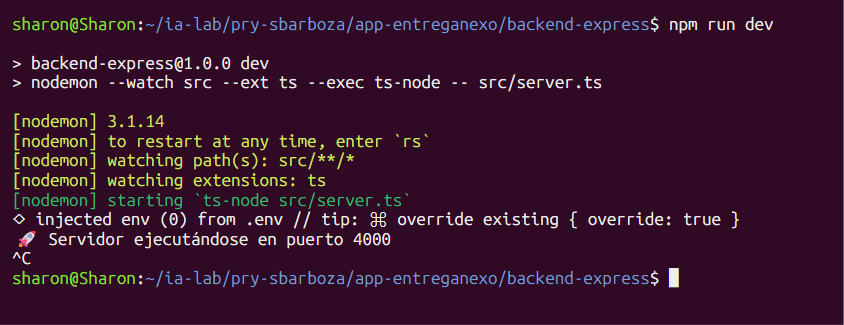 sharon@Sharon:~/ia-lab/pry-sbarboza/app-entreganexo/backend-express$ npm run dev
> backend-express@1.0.0 dev
> nodemon --watch src --ext ts --exec ts-node -- src/server.ts
[nodemon] 3.1.14
[nodemon] to restart at any time, enter `rs`
[nodemon] watching path(s): src/**/*
[nodemon] watching extensions: ts
[nodemon] starting `ts-node src/server.ts`
◇ injected env (0) from .env // tip: ⌘ override existing { override: true }
🚀 Servidor ejecutándose en puerto 4000
^C
sharon@Sharon:~/ia-lab/pry-sbarboza/app-entreganexo/backend-express$